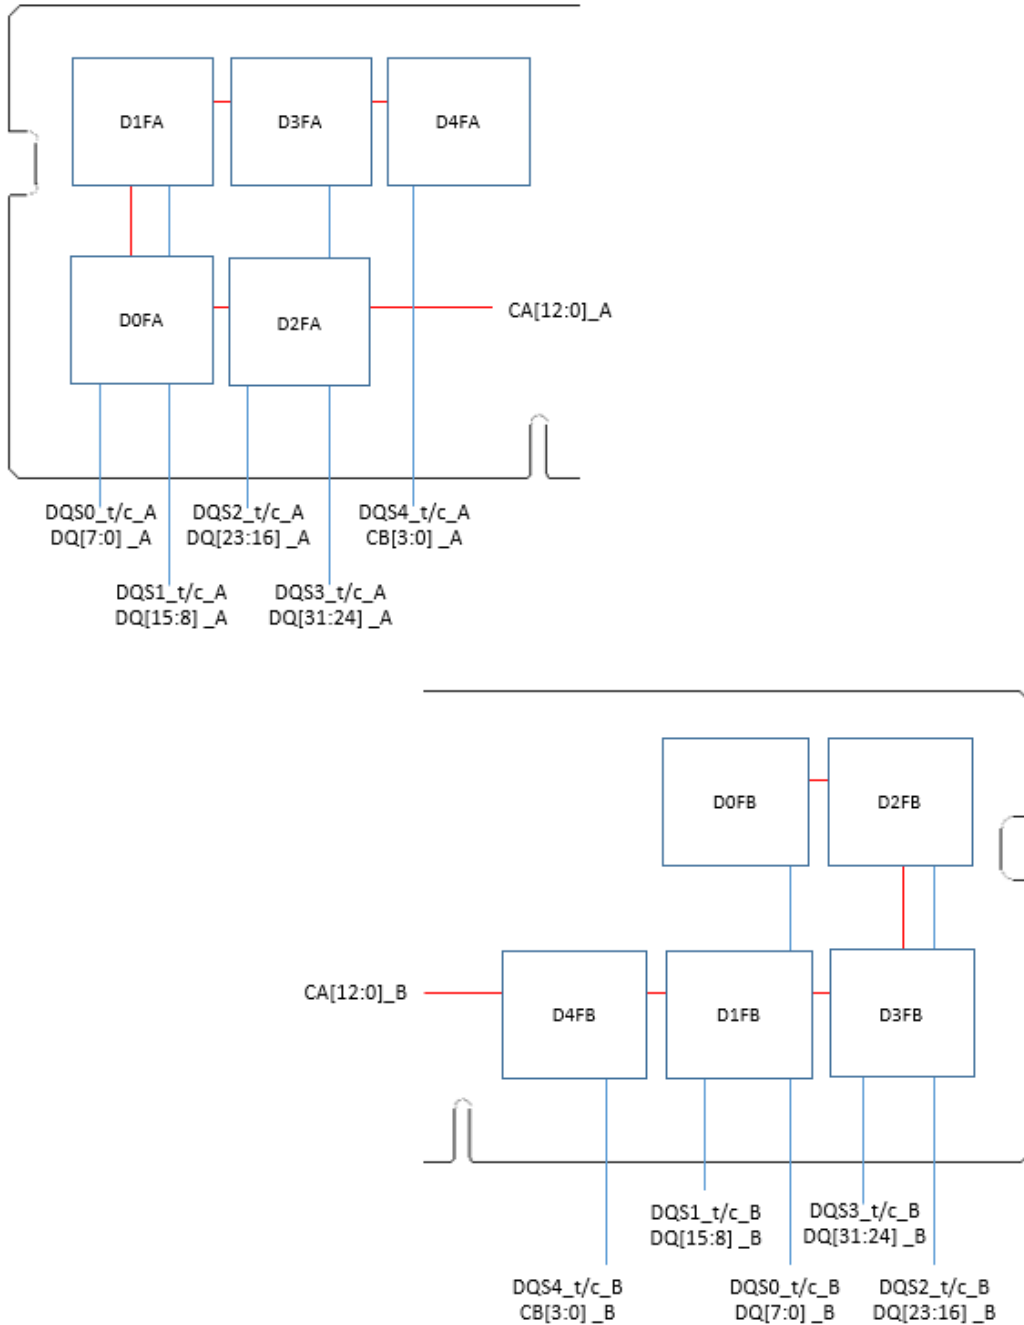 D1FA
D3FA
D4FA
D0FA
D2FA
CA[12:0]_A
DQS0_t/c_A
DQ[7:0] _A
DQS2_t/c_A
DQ[23:16] _A
DQS4_t/c_A
CB[3:0] _A
DQS1_t/c_A
DQ[15:8] _A
DQS3_t/c_A
DQ[31:24] _A
D0FB
D2FB
CA[12:0]_B
D4FB
D1FB
D3FB
DQS1_t/c_B
DQ[15:8] _B
DQS3_t/c_B
DQ[31:24] _B
DQS4_t/c_B
CB[3:0] _B
DQS0_t/c_B
DQ[7:0] _B
DQS2_t/c_B
DQ[23:16] _B